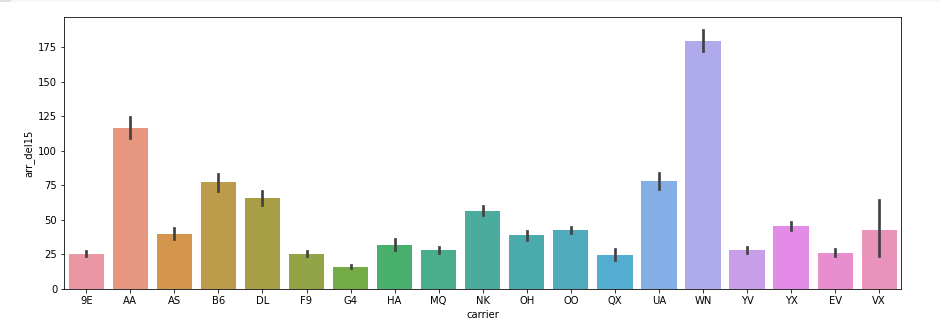 175
150
125
100
75
50
25
0
arr_del15
9E AA AS B6 DL F9 G4 HA MQ NK OH OO QX UA WN YV YX EV VX
carrier